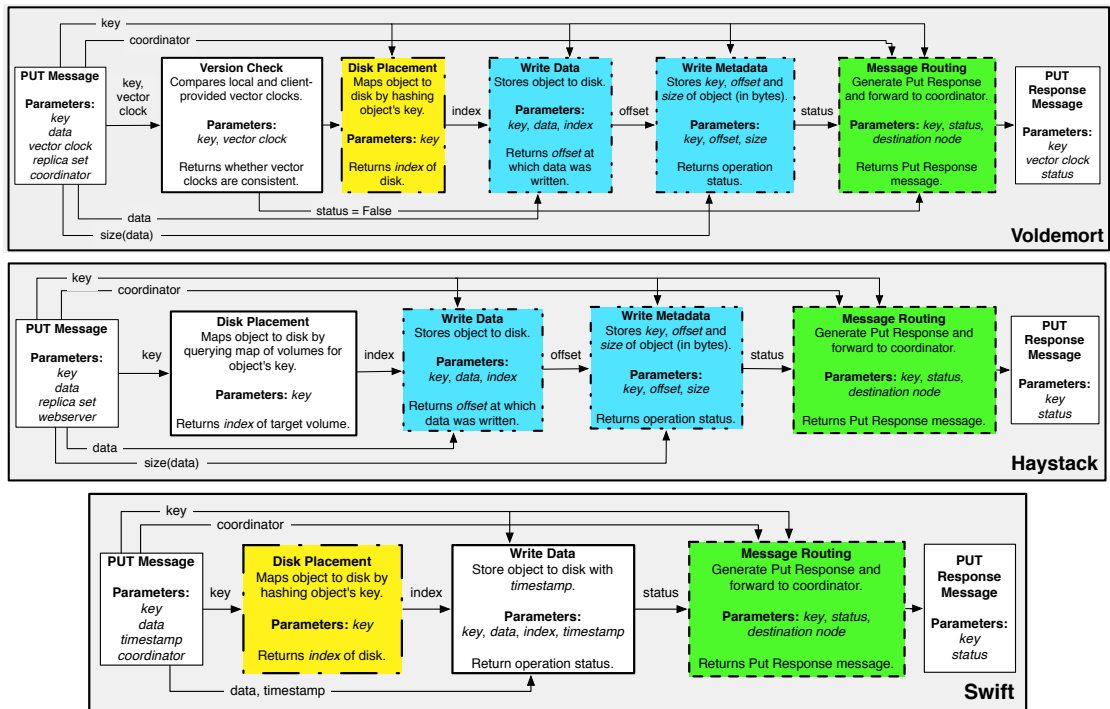 key
coordinator
PUT Message
Parameters:
key
data
vector clock
replica set
coordinator
key,
vector
clock
Version Check
Compares local and client-
provided vector clocks.
Parameters:
key, vector clock
Returns whether vector
clocks are consistent.
Disk Placement
Maps object to
disk by hashing
object's key.
Parameters: key
Returns index of
disk.
index
Write Data
Stores object to disk.
Parameters:
key, data, index
Returns offset at
which data was
written.
offset
Write Metadata
Stores key, offset and
size of object (in bytes).
Parameters:
key, offset, size
Returns operation
status.
status
Message Routing
Generate Put Response
and forward to coordinator.
Parameters: key, status,
destination node
Returns Put Response
message.
PUT
Response
Message
Parameters:
key
vector clock
status
data
status = False
size(data)
Voldemort
key
coordinator
PUT Message
Parameters:
key
data
replica set
webserver
key
Disk Placement
Maps object to disk by
querying map of volumes for
object's key.
Parameters: key
Returns index of target volume.
index
Write Data
Stores object to disk.
Parameters:
key, data, index
Returns offset at which
data was written.
offset
Write Metadata
Stores key, offset and
size of object (in bytes).
Parameters:
key, offset, size
Returns operation status.
status
Message Routing
Generate Put Response and
forward to coordinator.
Parameters: key, status,
destination node
Returns Put Response message.
PUT
Response
Message
Parameters:
key
status
data
size(data)
Haystack
key
coordinator
PUT Message
Parameters:
key
data
timestamp
coordinator
key
Disk Placement
Maps object to disk by
hashing object's key.
Parameters: key
Returns index of disk.
index
Write Data
Store object to disk with
timestamp.
Parameters:
key, data, index, timestamp
Return operation status.
status
Message Routing
Generate Put Response and
forward to coordinator.
Parameters: key, status,
destination node
Returns Put Response message.
PUT
Response
Message
Parameters:
key
status
data, timestamp
Swift